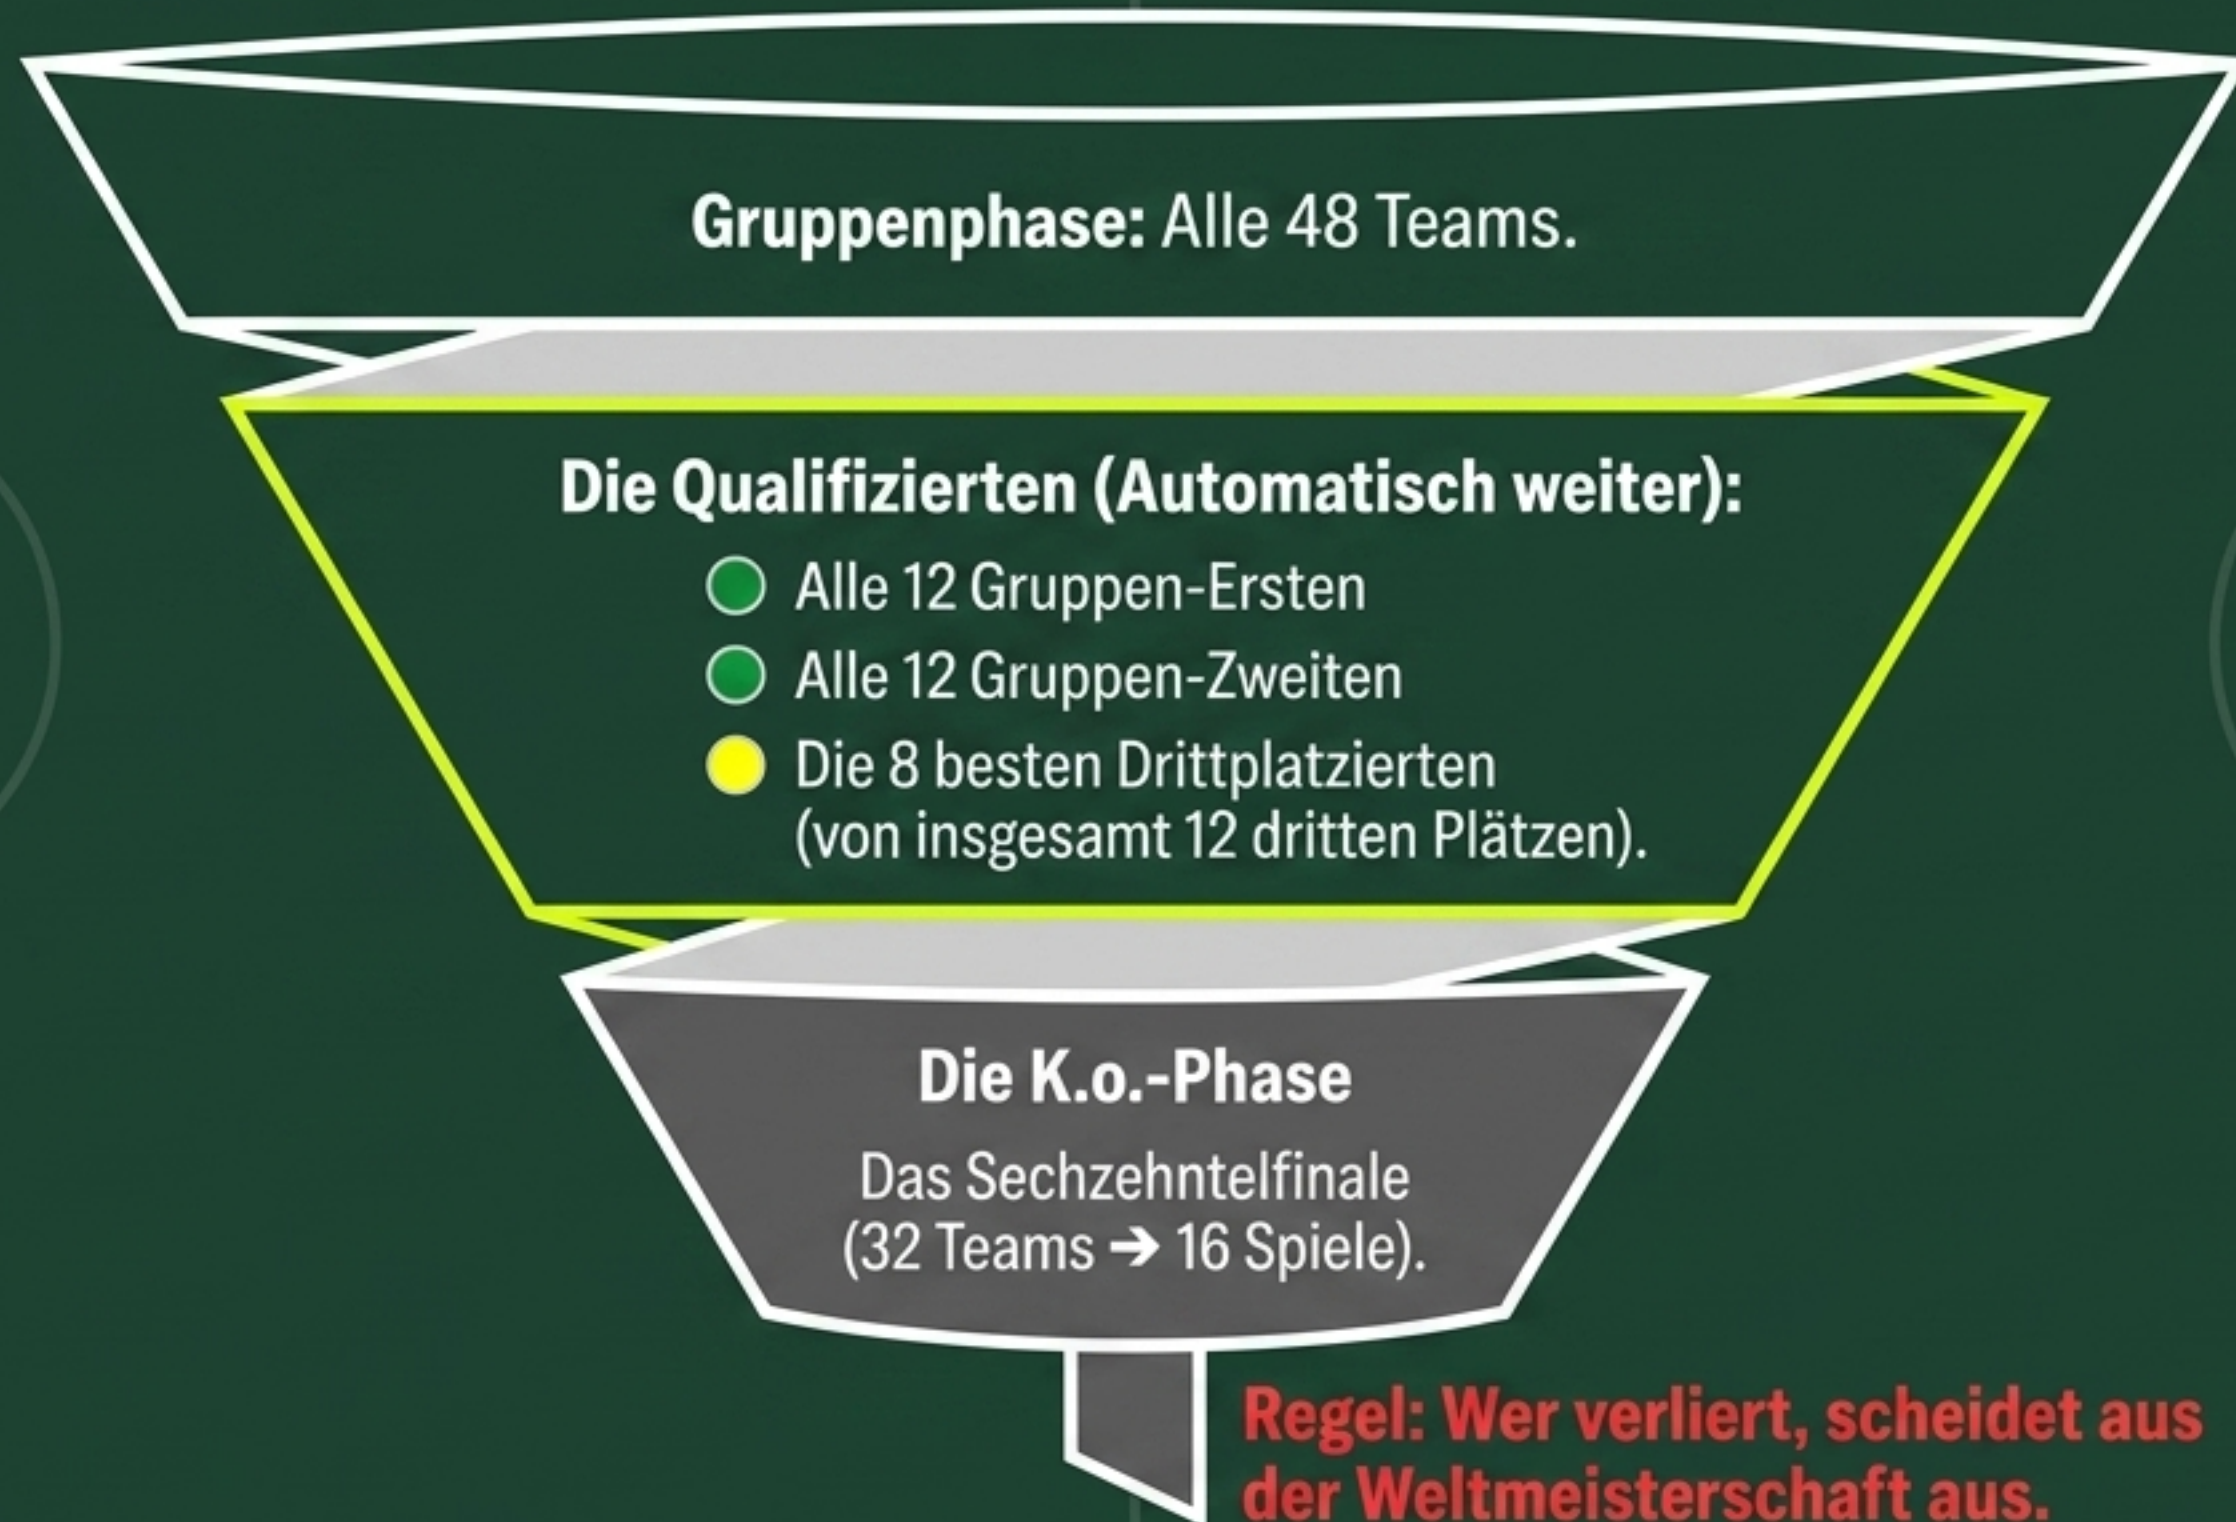 Gruppenphase: Alle 48 Teams.
Die Qualifizierten (Automatisch weiter):
Alle 12 Gruppen-Ersten
Alle 12 Gruppen-Zweiten
Die 8 besten Drittplatzierten
(von insgesamt 12 dritten Plätzen).
Die K.o.-Phase
Das Sechzehntelfinale
(32 Teams ➔ 16 Spiele).
Regel: Wer verliert, scheidet aus
der Weltmeisterschaft aus.